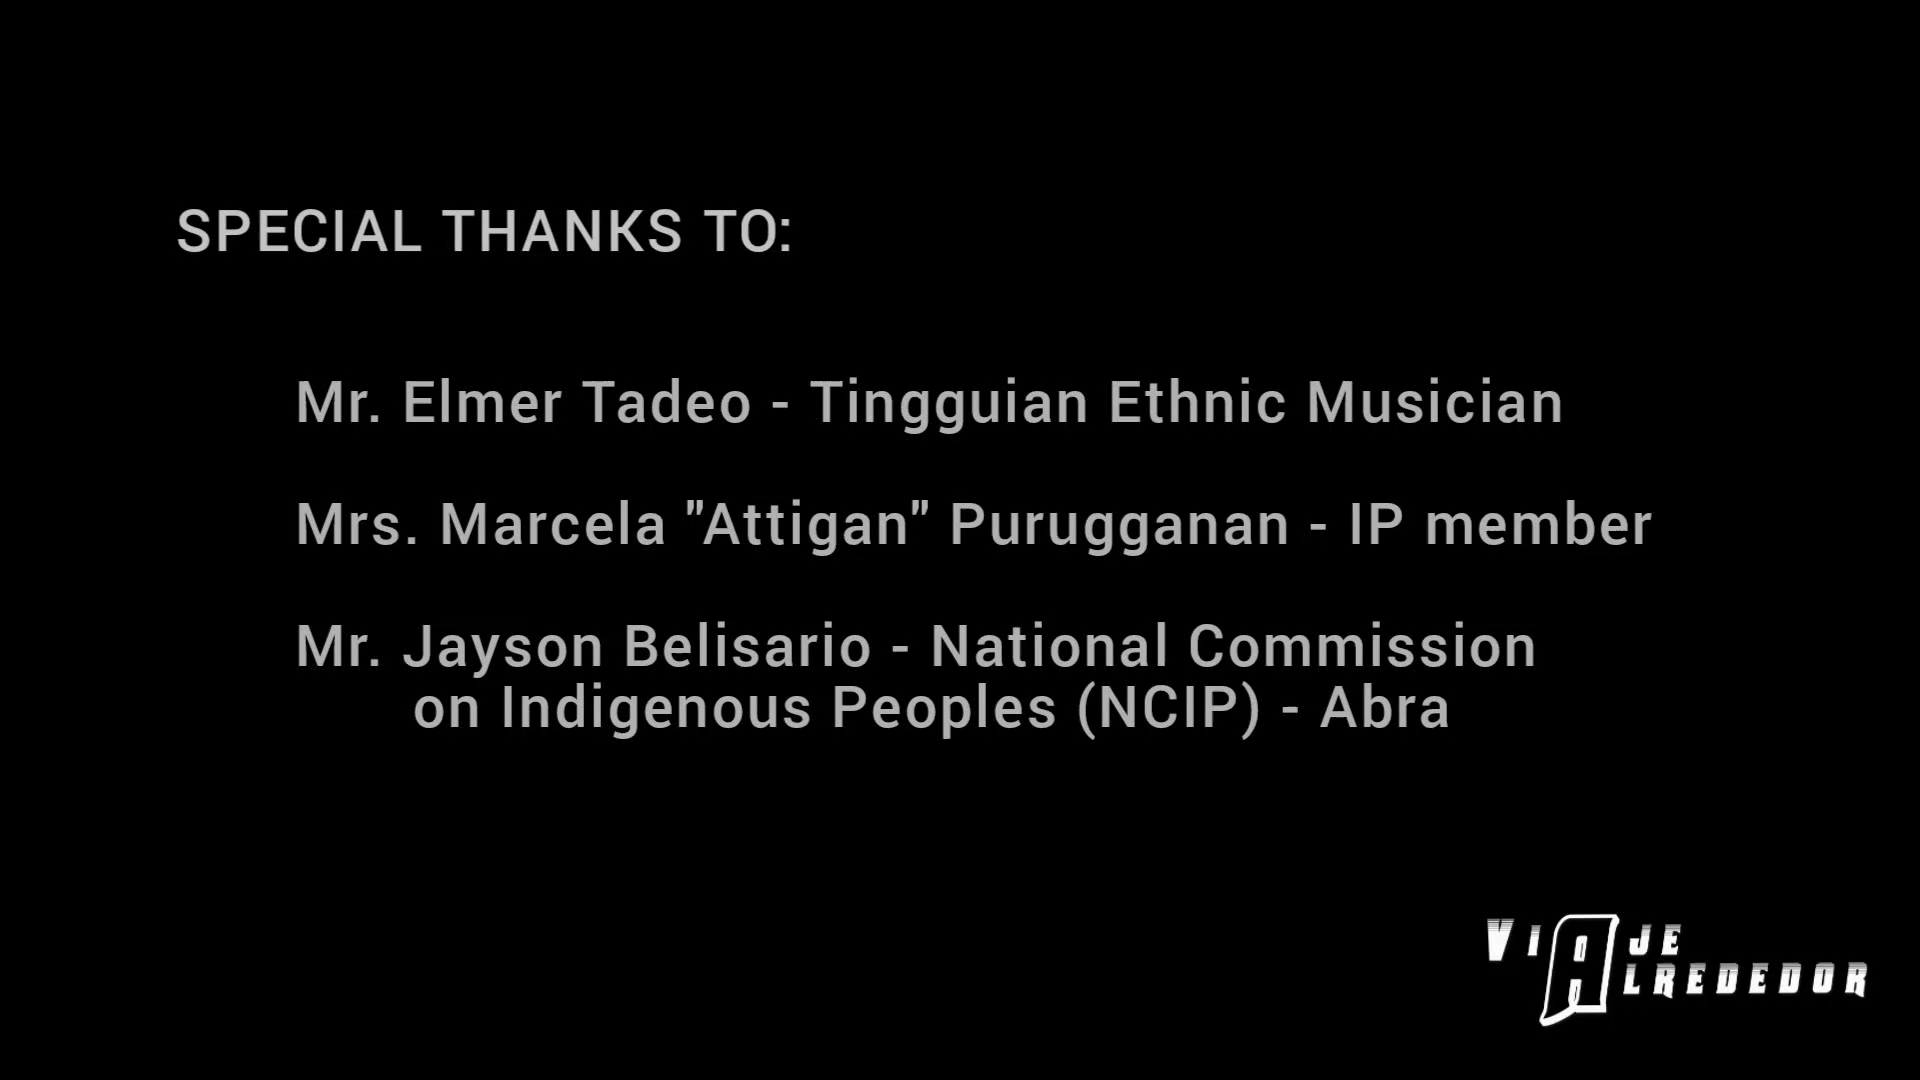 SPECIAL THANKS TO:
Mr. Elmer Tadeo - Tingguian Ethnic Musician
Mrs. Marcela "Attigan" Purugganan - IP member
Mr. Jayson Belisario - National Commission
on Indigenous Peoples (NCIP) - Abra
VIAJE
ALREDEDOR